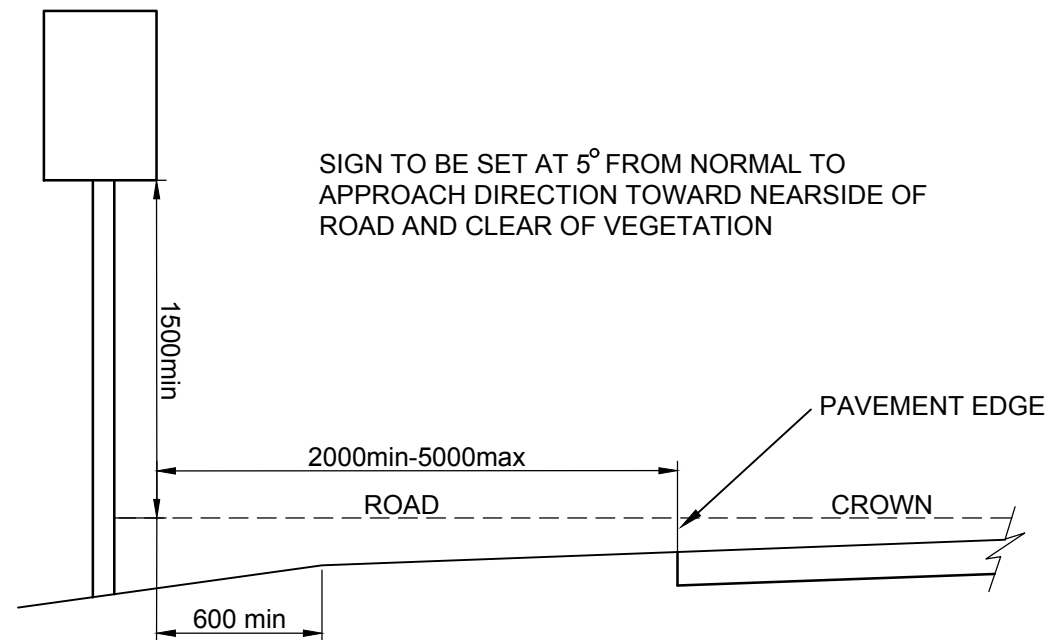 SIGN TO BE SET AT 5° FROM NORMAL TO
APPROACH DIRECTION TOWARD NEARSIDE OF
ROAD AND CLEAR OF VEGETATION
1500min
PAVEMENT EDGE
2000min-5000max
ROAD CROWN
600 min